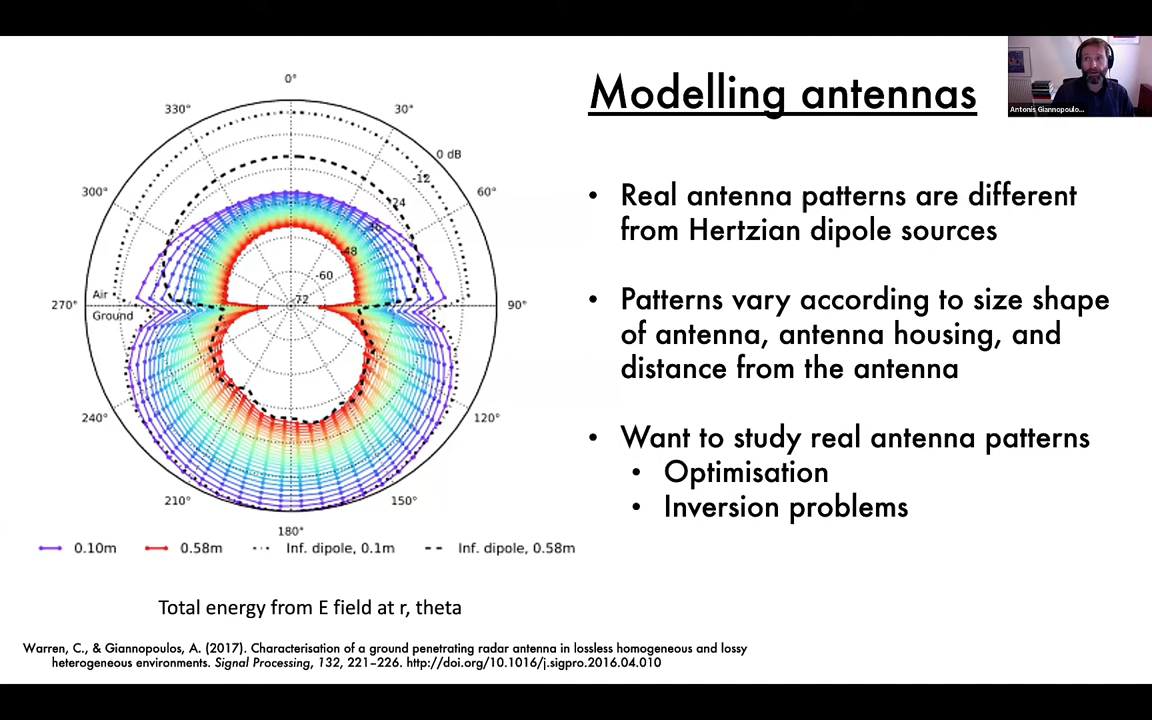 Modelling antennas
Antonis Giannopoulo...
0°
330°
30°
0 dB
-12
300°
60°
-24
-36
-48
-60
-72
Air
270°
90°
Ground
240°
120°
210°
150°
180°
0.10m
0.58m
Inf. dipole, 0.1m
Inf. dipole, 0.58m
Total energy from E field at r, theta
• Real antenna patterns are different
from Hertzian dipole sources
• Patterns vary according to size shape
of antenna, antenna housing, and
distance from the antenna
• Want to study real antenna patterns
• Optimisation
• Inversion problems
Warren, C., & Giannopoulos, A. (2017). Characterisation of a ground penetrating radar antenna in lossless homogeneous and lossy
heterogeneous environments. Signal Processing, 132, 221–226. http://doi.org/10.1016/j.sigpro.2016.04.010